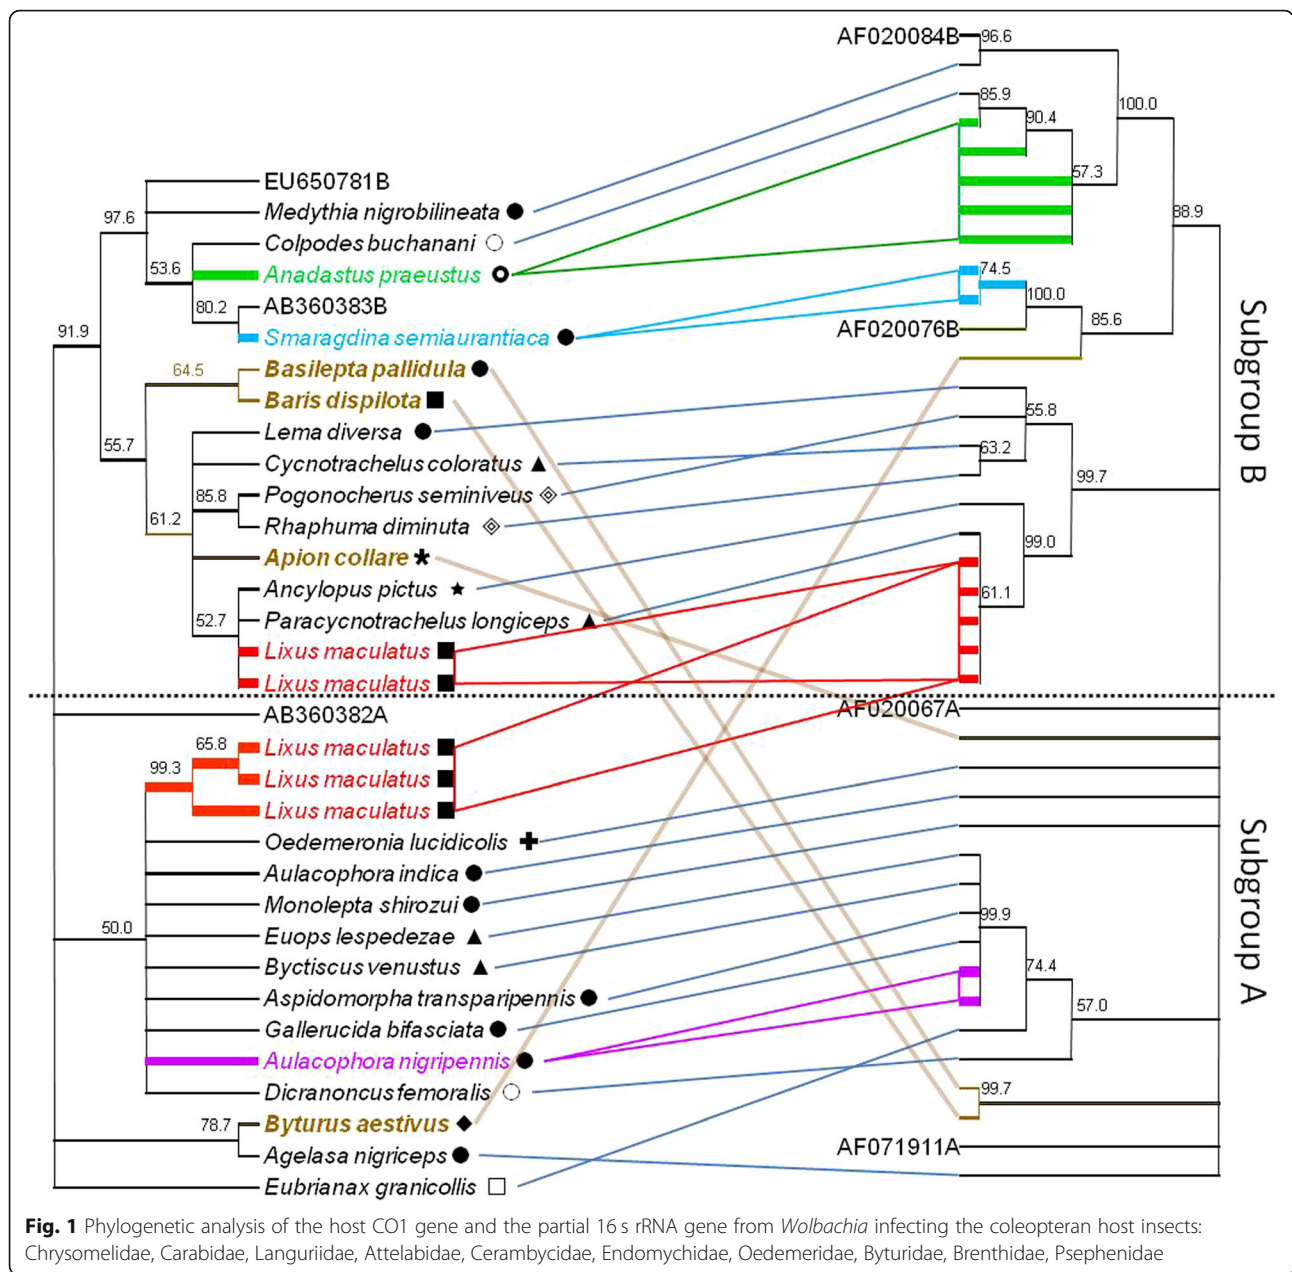 AF020084B
96.6
85.9
90.4
100.0
57.3
88.9
EU650781B
97.6
Medythia nigrobilineata
Colpodes buchanani
53.6
Anadastus praeustus
80.2
AB360383B
91.9
Smaragdina semiaurantiaca
74.5
100.0
AF020076B
85.6
Subgroup B
64.5
Basilepta pallidula
Baris dispilota
55.7
Lema diversa
55.8
Cycnotrachelus coloratus
63.2
85.8
Pogonocherus seminiveus
99.7
61.2
Rhaphuma diminuta
Apion collare
99.0
Ancylopus pictus
61.1
52.7
Paracycnotrachelus longiceps
Lixus maculatus
Lixus maculatus
AB360382A
AF020067A
65.8
Lixus maculatus
99.3
Lixus maculatus
Lixus maculatus
Oedemeronia lucidicolis
Aulacophora indica
Monolepta shirozui
50.0
Euops lespedezae
99.9
Byctiscus venustus
74.4
Aspidomorpha transparipennis
57.0
Gallerucida bifasciata
Subgroup A
Aulacophora nigripennis
Dicranoncus femoralis
99.7
78.7
Byturus aestivus
Agelasa nigriceps
AF071911A
Eubrianax granicollis
Fig. 1 Phylogenetic analysis of the host CO1 gene and the partial 16 s rRNA gene from Wolbachia infecting the coleopteran host insects:
Chrysomelidae, Carabidae, Languriidae, Attelabidae, Cerambycidae, Endomychidae, Oedemeridae, Byturidae, Brenthidae, Psephenidae